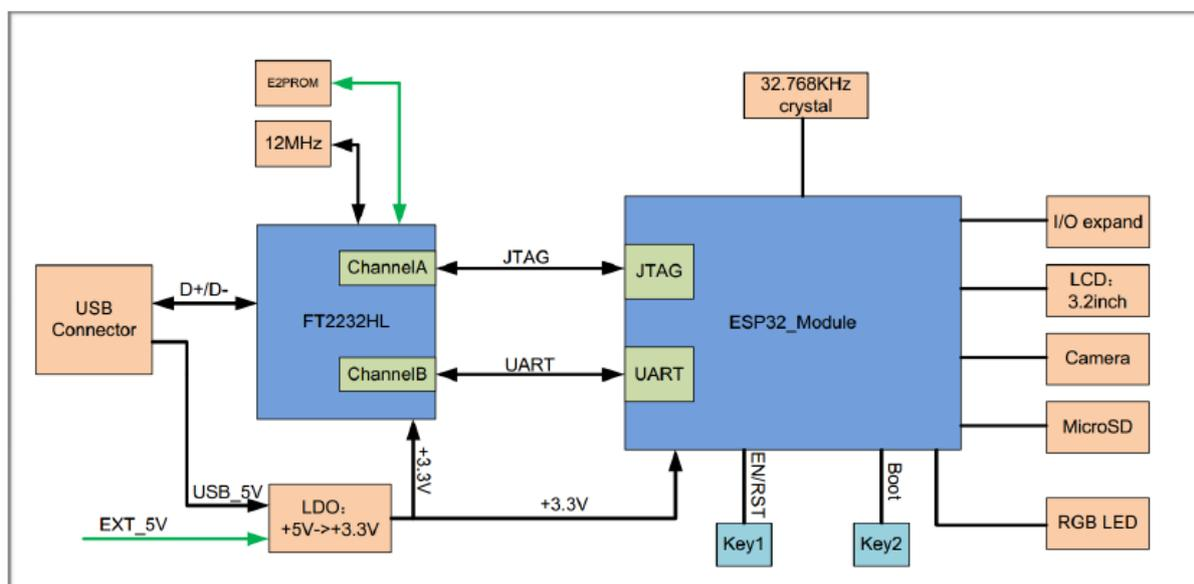 E2PROM
12MHz
32.768KHz
crystal
ChannelA
JTAG
JTAG
I/O expand
USB
Connector
D+/D-
FT2232HL
ESP32_Module
LCD：
3.2inch
ChannelB
UART
UART
Camera
MicroSD
+3.3V
EN/RST
Boot
USB_5V
EXT_5V
LDO：
+5V->+3.3V
+3.3V
Key1
Key2
RGB LED